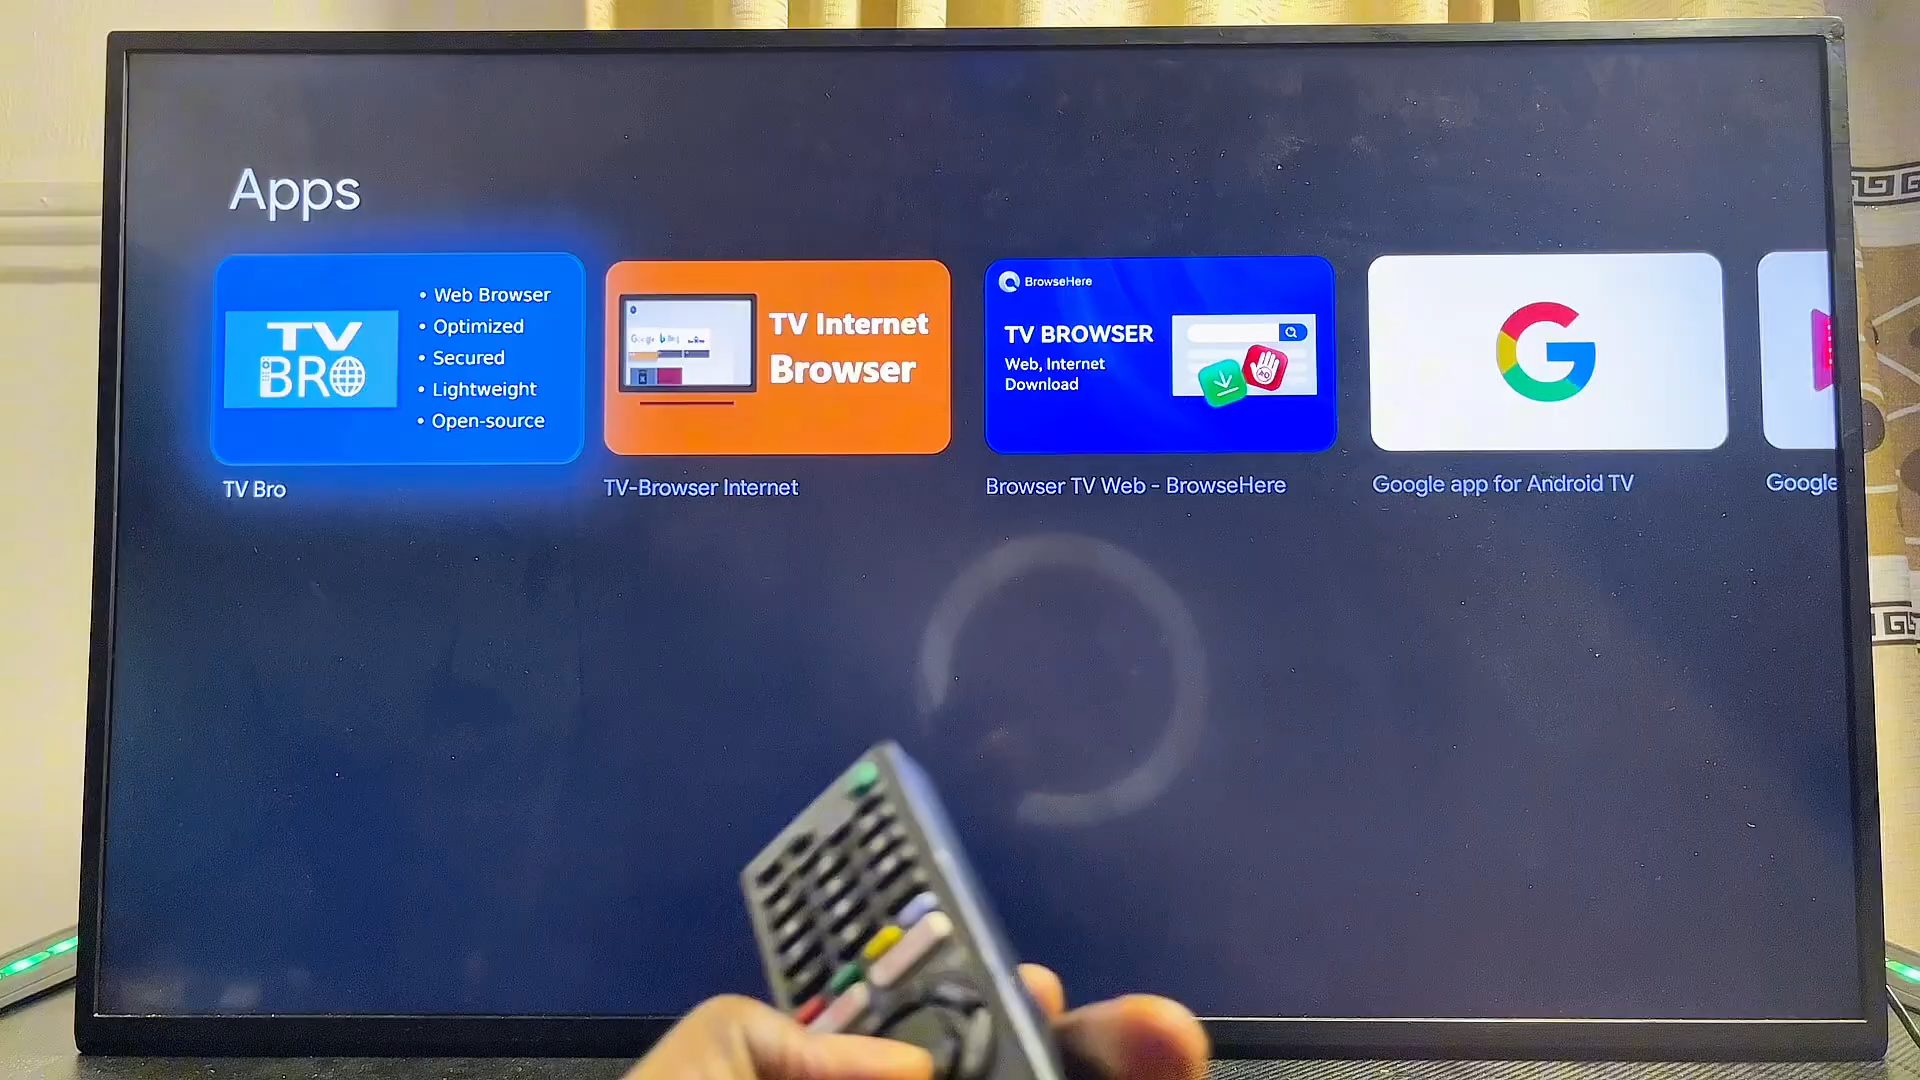 Apps
TV
BRO
• Web Browser
• Optimized
• Secured
• Lightweight
• Open-source
TV Bro
Google
TV Internet
Browser
TV-Browser Internet
BrowseHere
TV BROWSER
Web, Internet
Download
Browser TV Web - BrowseHere
G
Google app for Android TV
Google